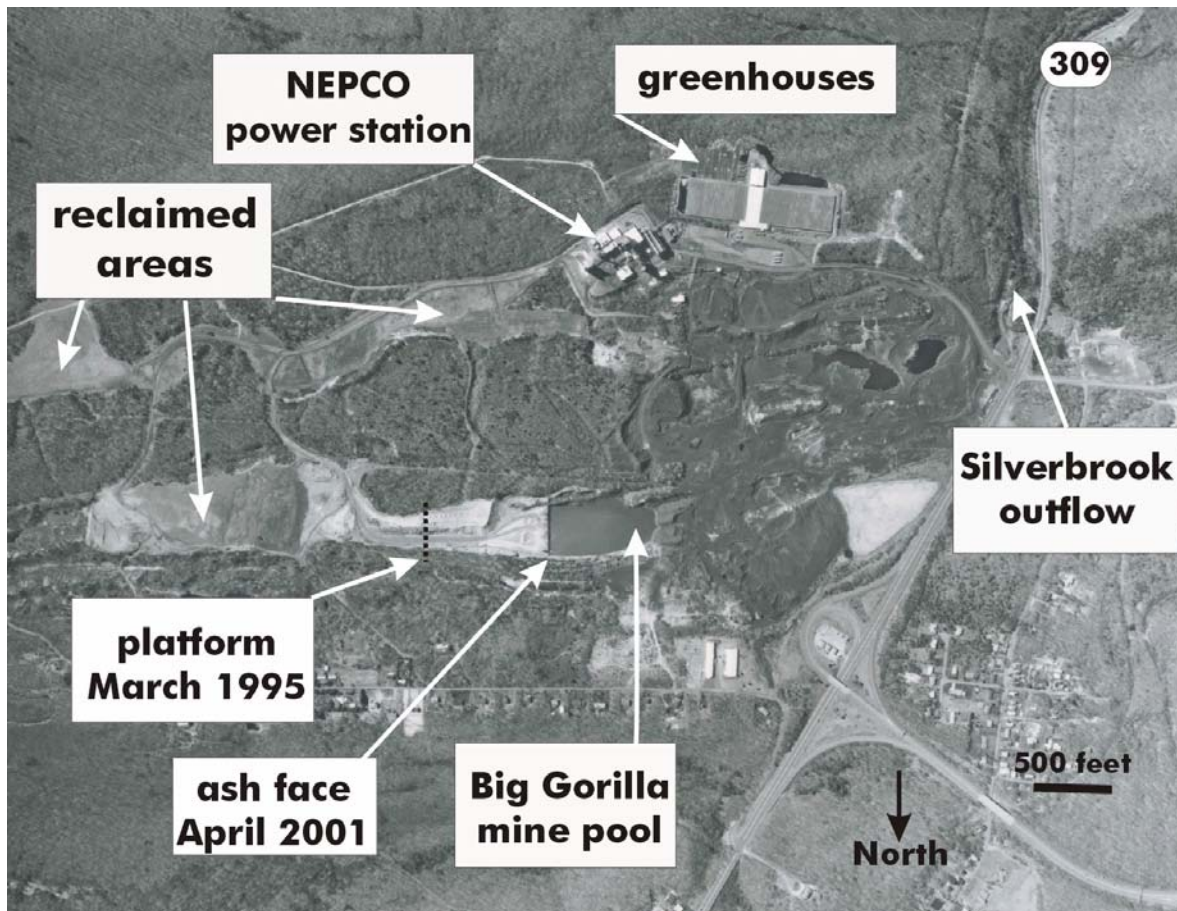 NEPCO
power station
greenhouses
309
reclaimed
areas
Silverbrook
outflow
platform
March 1995
ash face
April 2001
Big Gorilla
mine pool
500 feet
North